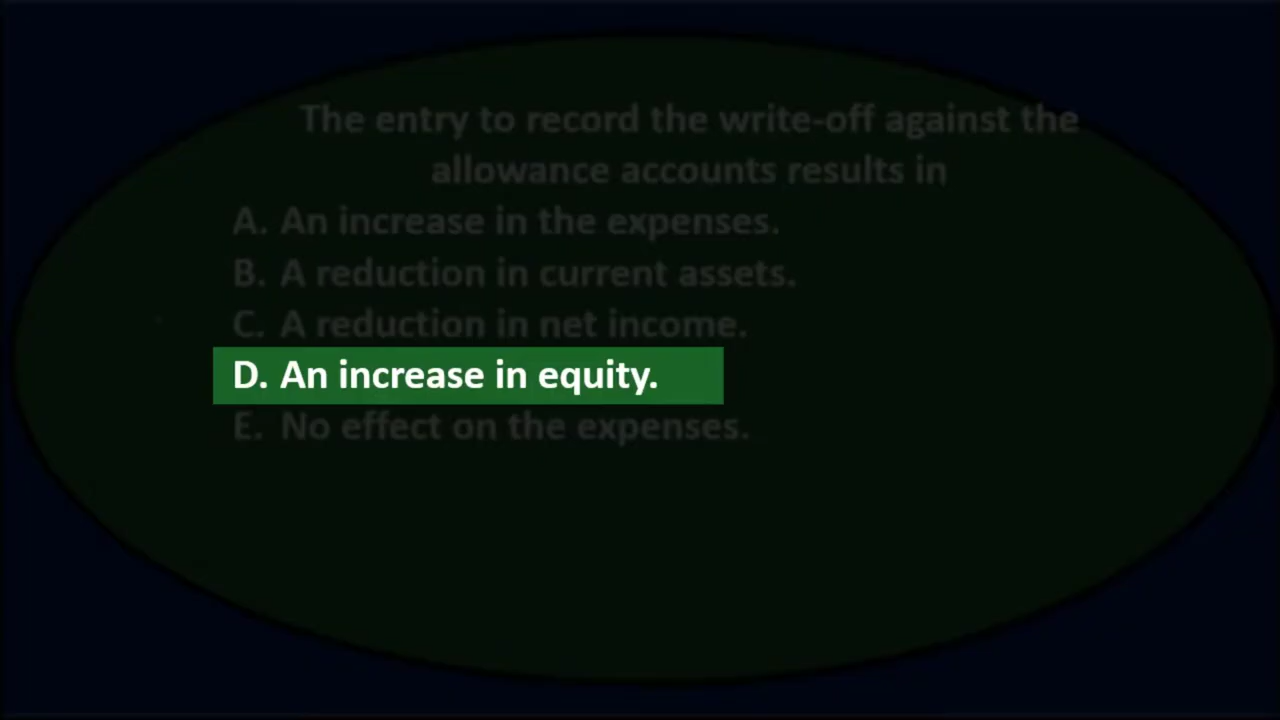 The entry to record the write-off against the
allowance accounts results in
A. An increase in the expenses.
B. A reduction in current assets.
C. A reduction in net income.
D. An increase in equity.
E. No effect on the expenses.